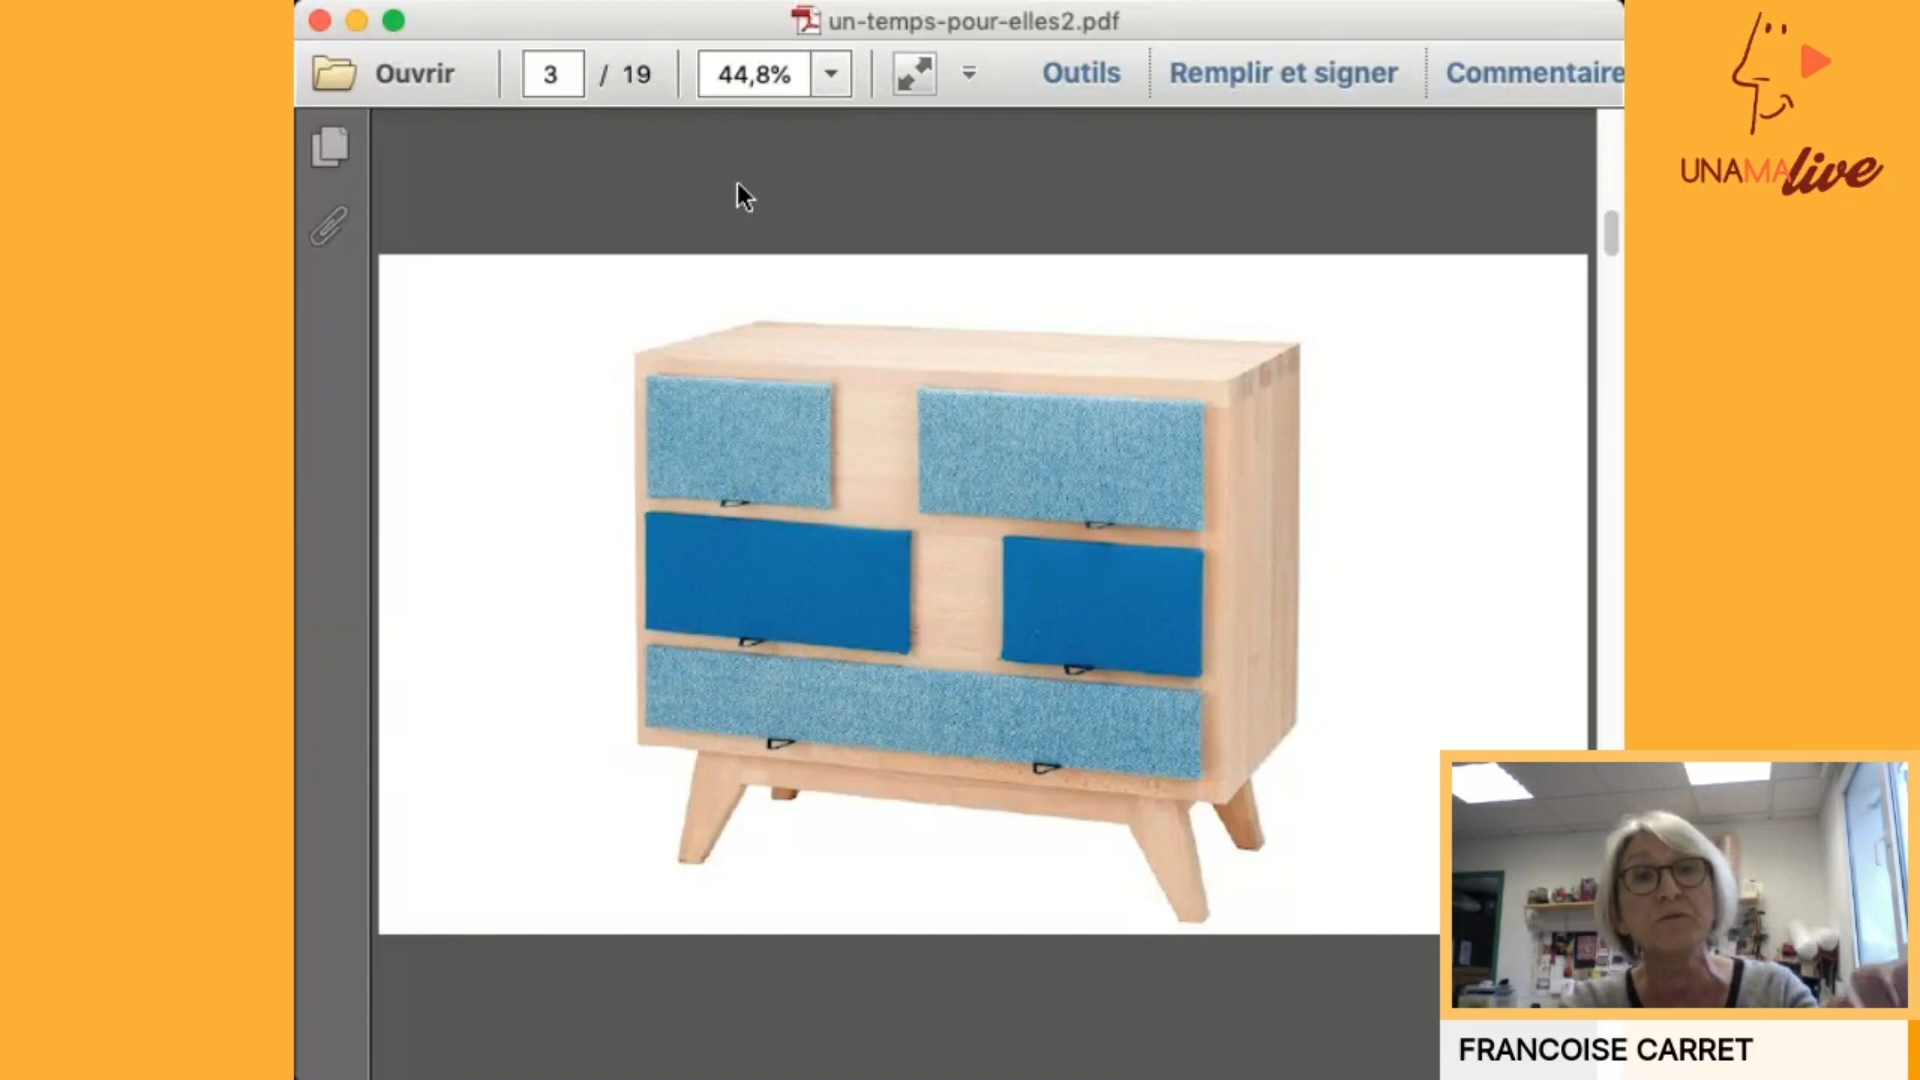 un-temps-pour-elles2.pdf
Ouvrir 3 / 19 44,8% Outils Remplir et signer Commentaire
UNAMAlive
FRANCOISE CARRET